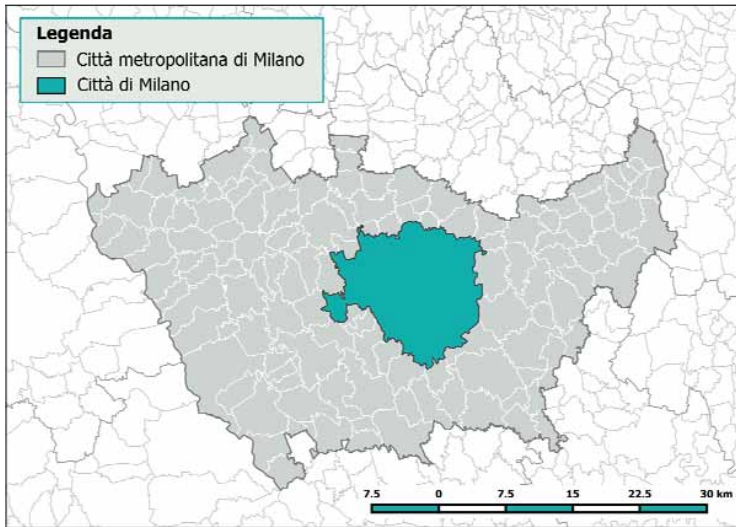 Legenda
Città metropolitana di Milano
Città di Milano
7.5 0 7.5 15 22.5 30 km